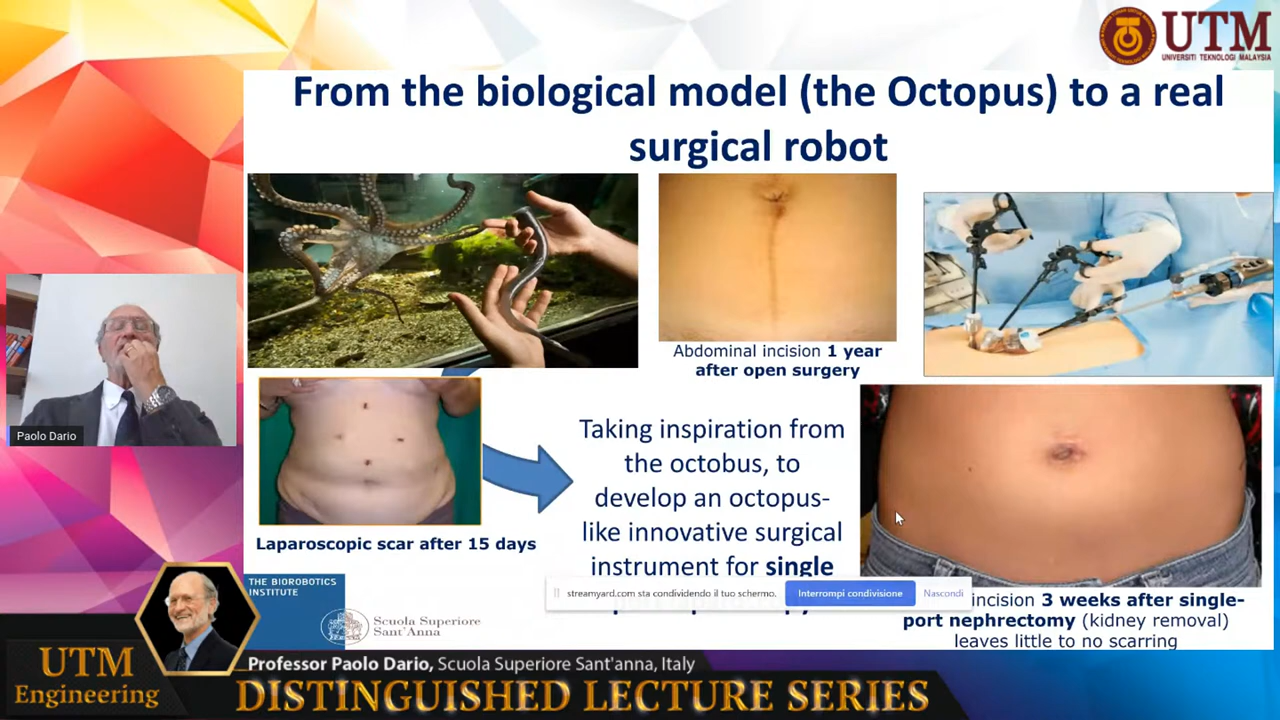 UTM
UNIVERSITI TEKNOLOGI MALAYSIA
From the biological model (the Octopus) to a real
surgical robot
Abdominal incision 1 year
after open surgery
Paolo Dario
Laparoscopic scar after 15 days
Taking inspiration from
the octobus, to
develop an octopus-
like innovative surgical
instrument for single
streamyard.com sta condividendo il tuo schermo.
Interrompi condivisione
Nascondi
incision 3 weeks after single-
port nephrectomy (kidney removal)
leaves little to no scarring
THE BIOROBOTICS
INSTITUTE
Scuola Superiore
Sant'Anna
UTM
Engineering
Professor Paolo Dario, Scuola Superiore Sant'anna, Italy
DISTINGUISHED LECTURE SERIES